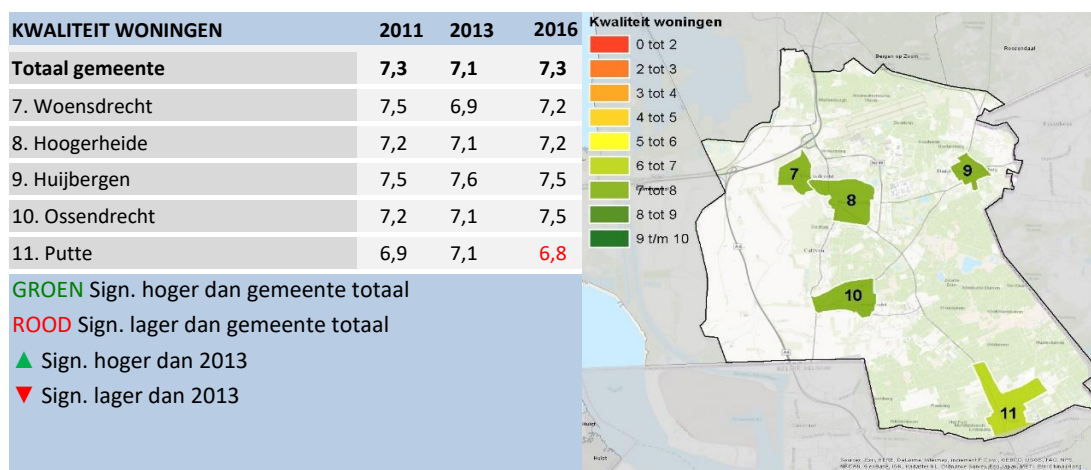 KWALITEIT WONINGEN 2011 2013 2016
Totaal gemeente 7,3 7,1 7,3
7. Woensdrecht 7,5 6,9 7,2
8. Hoogerheide 7,2 7,1 7,2
9. Huijbergen 7,5 7,6 7,5
10. Ossendrecht 7,2 7,1 7,5
11. Putte 6,9 7,1 6,8
GROEN Sign. hoger dan gemeente totaal
ROOD Sign. lager dan gemeente totaal
▲ Sign. hoger dan 2013
▼ Sign. lager dan 2013
Kwaliteit woningen
0 tot 2
2 tot 3
3 tot 4
4 tot 5
5 tot 6
6 tot 7
7 tot 8
8 tot 9
9 t/m 10
Roosendaal
Bergen op Zoom
7
8
9
10
11
Hulst